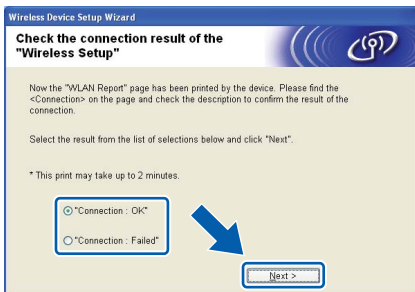 Wireless Device Setup Wizard
Check the connection result of the
"Wireless Setup"
Now the "WLAN Report" page has been printed by the device. Please find the
<Connection> on the page and check the description to confirm the result of the
connection.
Select the result from the list of selections below and click "Next".
* This print may take up to 2 minutes.
"Connection : OK"
"Connection : Failed"
Next >